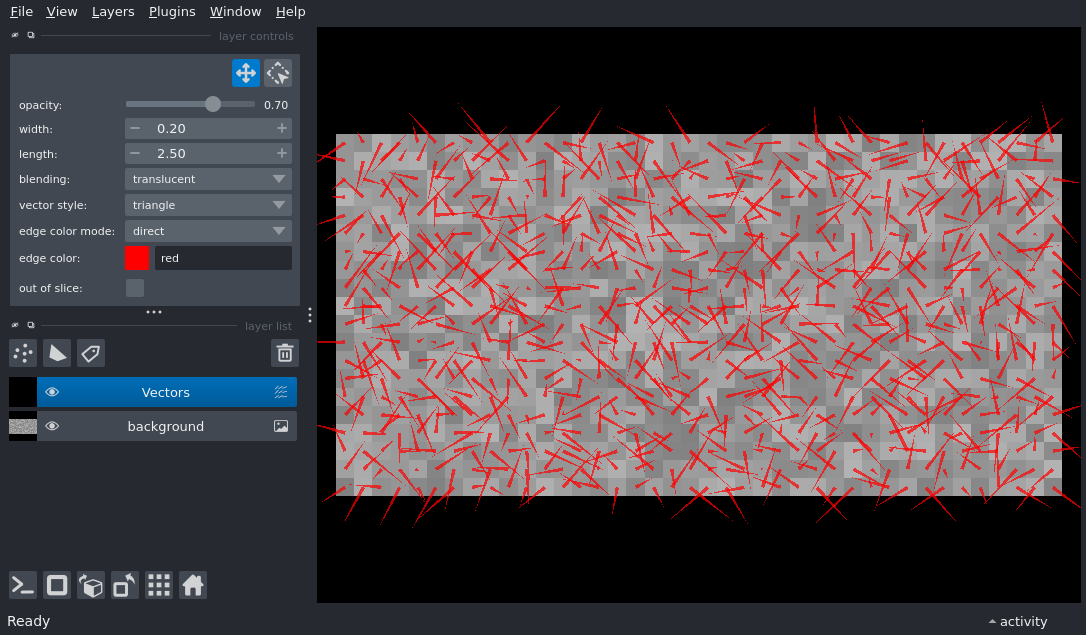 File View Layers Plugins Window Help
layer controls
opacity: 0.70
width: 0.20
length: 2.50
blending: translucent
vector style: triangle
edge color mode: direct
edge color: red
out of slice:
layer list
Vectors
background
Ready
activity